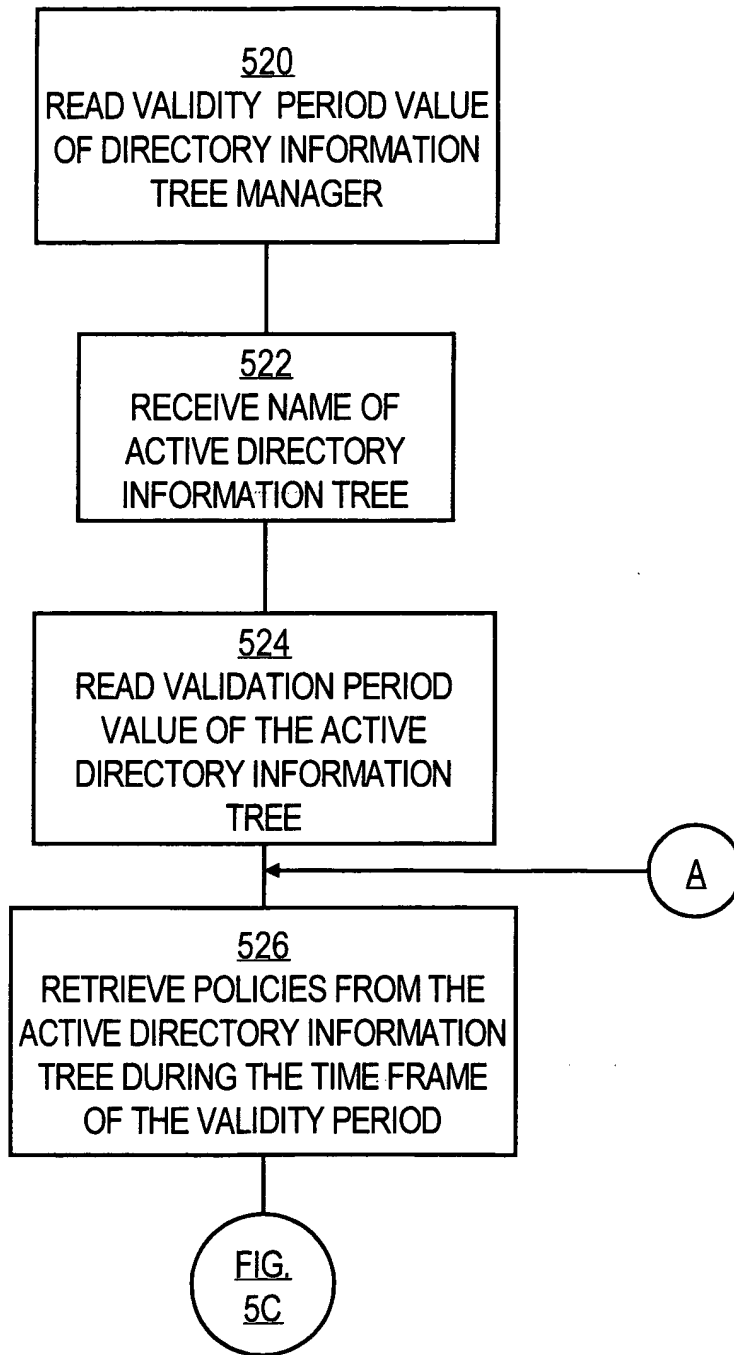 520
READ VALIDITY PERIOD VALUE
OF DIRECTORY INFORMATION
TREE MANAGER
522
RECEIVE NAME OF
ACTIVE DIRECTORY
INFORMATION TREE
524
READ VALIDATION PERIOD
VALUE OF THE ACTIVE
DIRECTORY INFORMATION
TREE
A
526
RETRIEVE POLICIES FROM THE
ACTIVE DIRECTORY INFORMATION
TREE DURING THE TIME FRAME
OF THE VALIDITY PERIOD
FIG.
5C